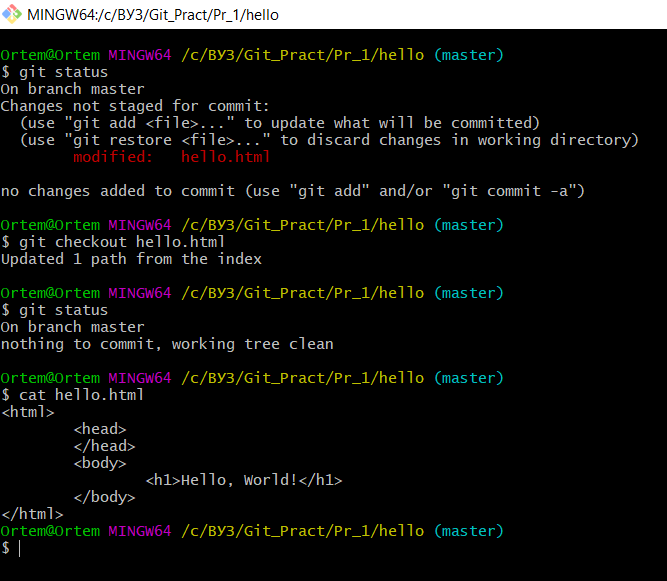 MINGW64:/c/ВУЗ/Git_Pract/Pr_1/hello
Ortem@Ortem MINGW64 /c/ВУЗ/Git_Pract/Pr_1/hello (master)
$ git status
On branch master
Changes not staged for commit:
  (use "git add <file>..." to update what will be committed)
  (use "git restore <file>..." to discard changes in working directory)
        modified:   hello.html

no changes added to commit (use "git add" and/or "git commit -a")

Ortem@Ortem MINGW64 /c/ВУЗ/Git_Pract/Pr_1/hello (master)
$ git checkout hello.html
Updated 1 path from the index

Ortem@Ortem MINGW64 /c/ВУЗ/Git_Pract/Pr_1/hello (master)
$ git status
On branch master
nothing to commit, working tree clean

Ortem@Ortem MINGW64 /c/ВУЗ/Git_Pract/Pr_1/hello (master)
$ cat hello.html
<html>
        <head>
        </head>
        <body>
                <h1>Hello, World!</h1>
        </body>
</html>
Ortem@Ortem MINGW64 /c/ВУЗ/Git_Pract/Pr_1/hello (master)
$